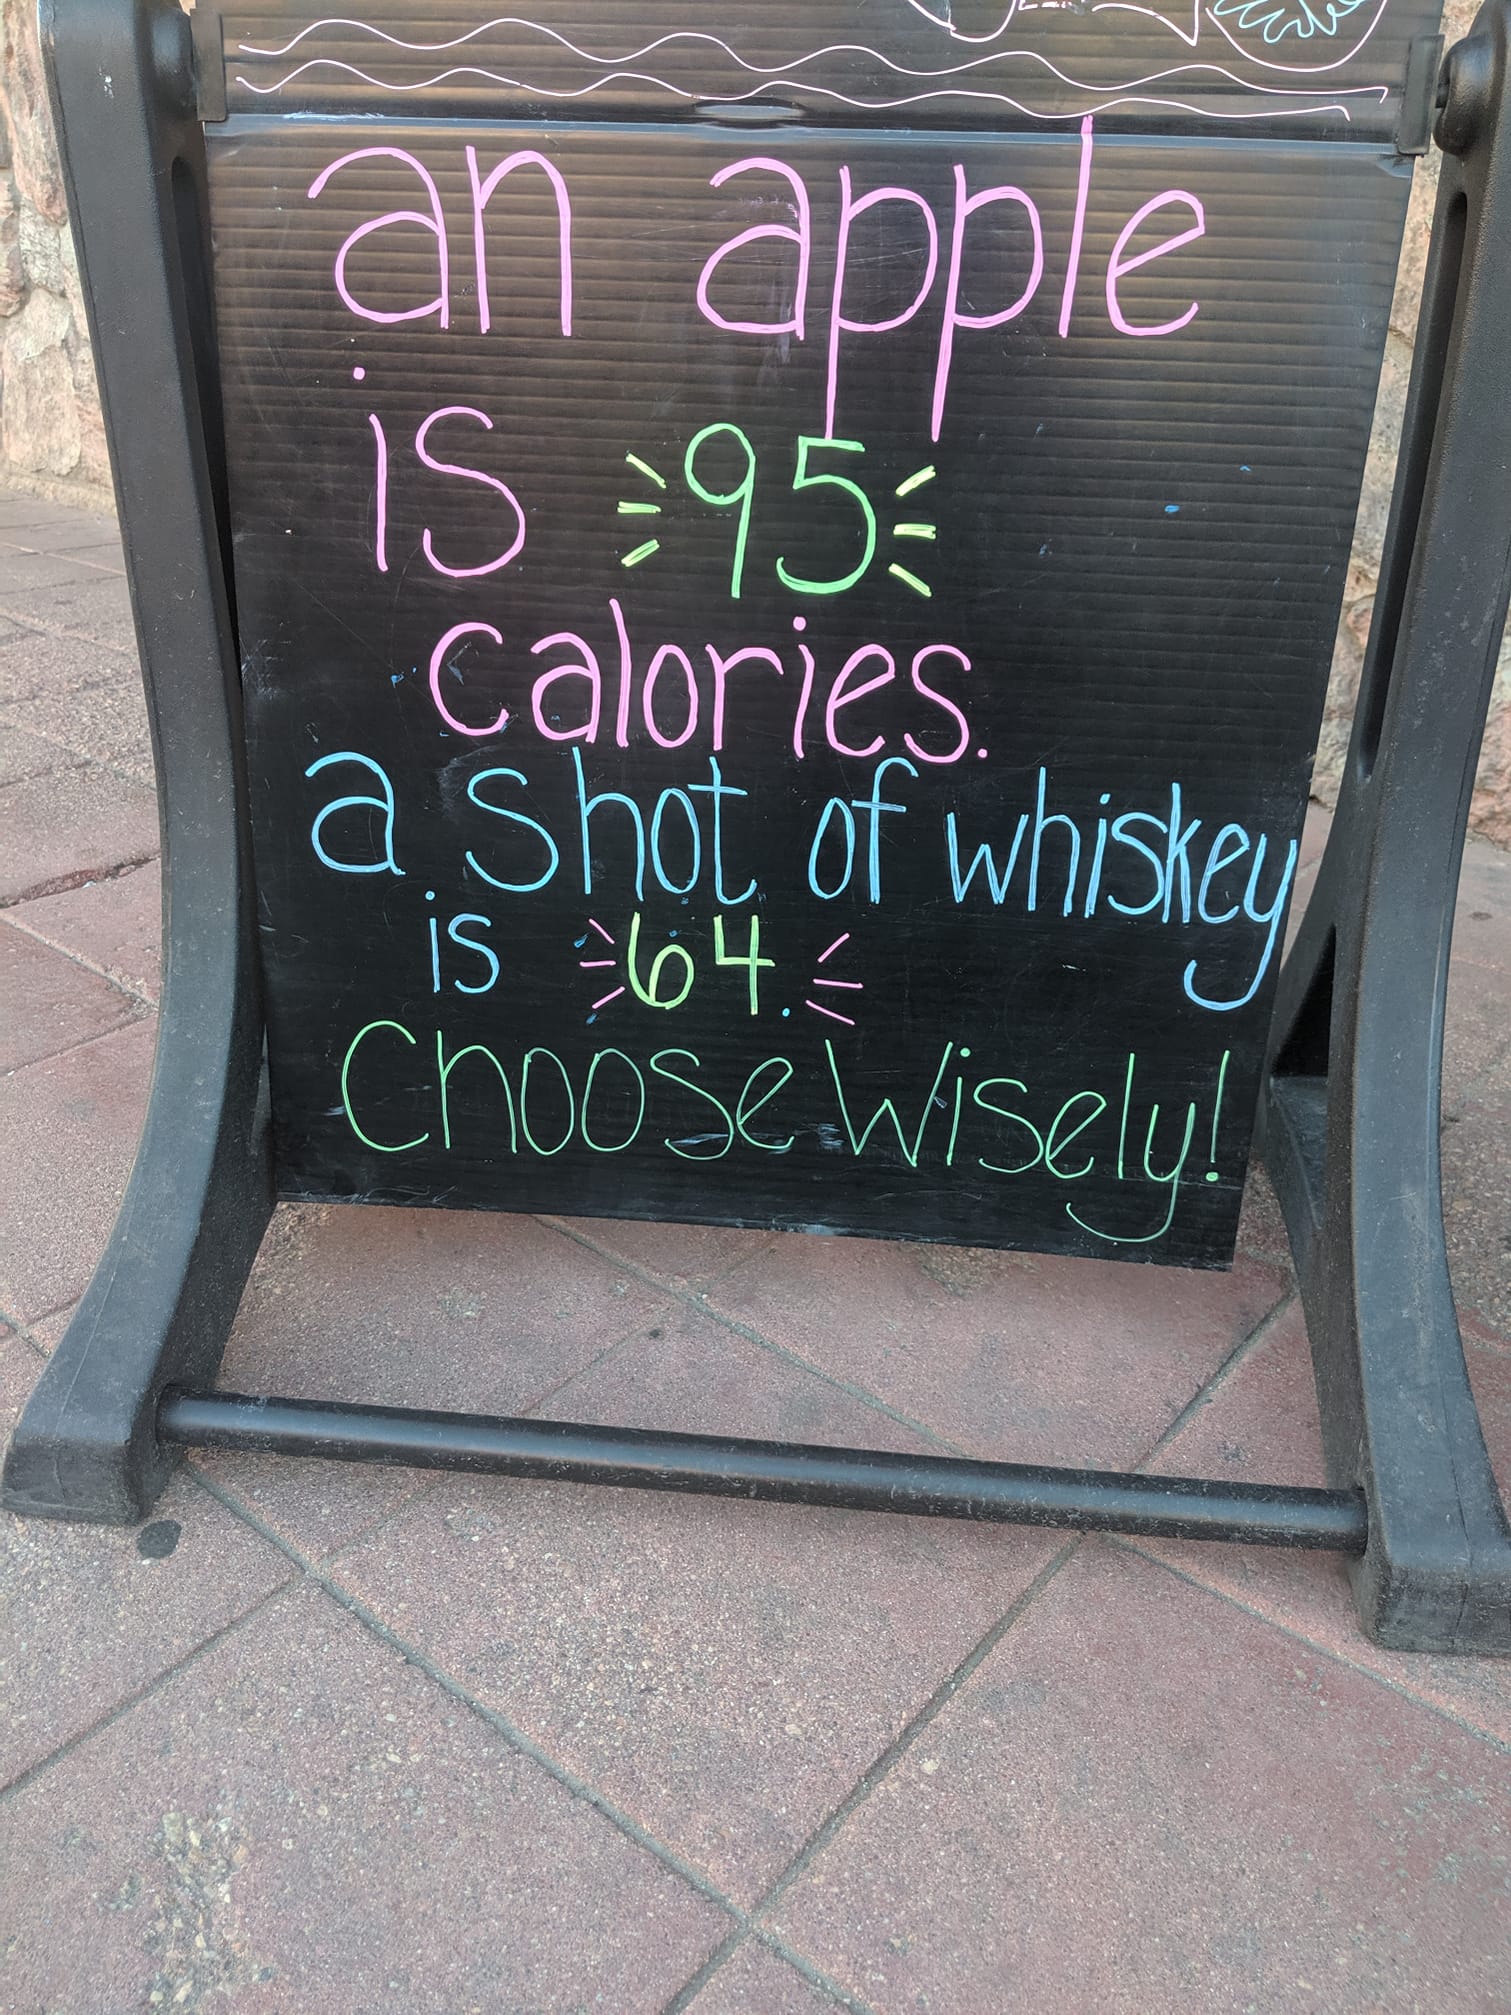 an apple
is 95
calories.
a shot of whiskey
is 64.
Choose Wisely!